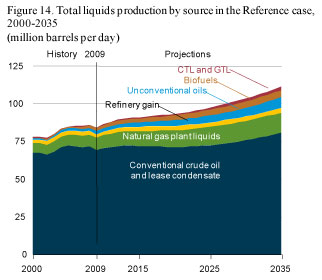 Figure 14. Total liquids production by source in the Reference case,
2000-2035
(million barrels per day)
History 2009 Projections
125
CTL and GTL
Biofuels
100
Unconventional oils
Refinery gain
Natural gas plant liquids
75
Conventional crude oil
and lease condensate
50
25
0
2000 2009 2015 2025 2035